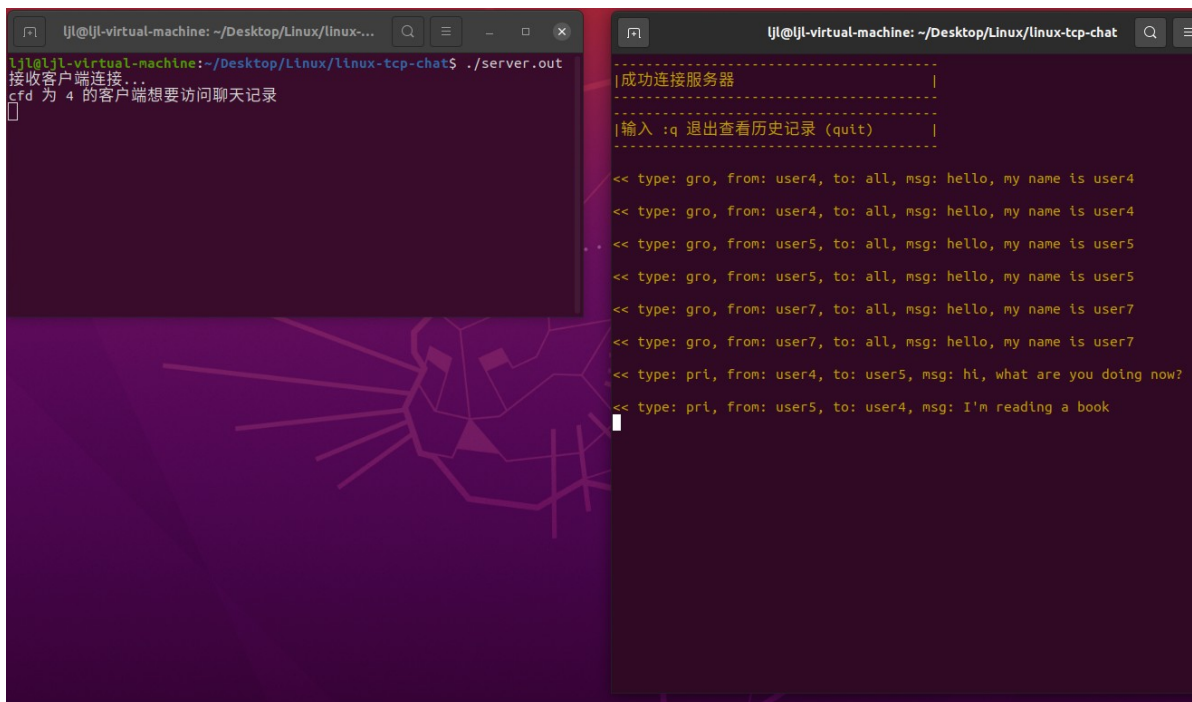 ljl@ljl-virtual-machine: ~/Desktop/Linux/linux-...
ljl@ljl-virtual-machine:~/Desktop/Linux/linux-tcp-chat$ ./server.out
接收客户端连接...
cfd 为 4 的客户端想要访问聊天记录
ljl@ljl-virtual-machine: ~/Desktop/Linux/linux-tcp-chat
---------------------------------------
|成功连接服务器 |
---------------------------------------
---------------------------------------
|输入 :q 退出查看历史记录 (quit) |
---------------------------------------
<< type: gro, from: user4, to: all, msg: hello, my name is user4
<< type: gro, from: user4, to: all, msg: hello, my name is user4
<< type: gro, from: user5, to: all, msg: hello, my name is user5
<< type: gro, from: user5, to: all, msg: hello, my name is user5
<< type: gro, from: user7, to: all, msg: hello, my name is user7
<< type: gro, from: user7, to: all, msg: hello, my name is user7
<< type: pri, from: user4, to: user5, msg: hi, what are you doing now?
<< type: pri, from: user5, to: user4, msg: I'm reading a book